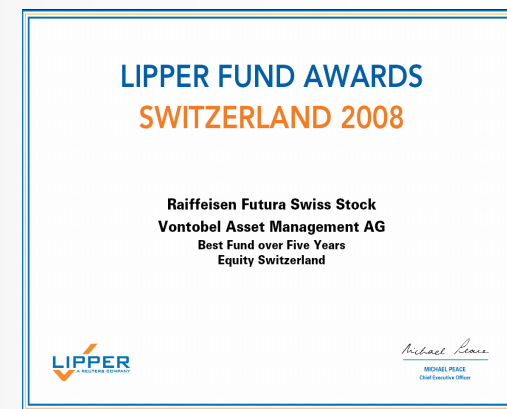 LIPPER FUND AWARDS
SWITZERLAND 2008
Raiffeisen Futura Swiss Stock
Vontobel Asset Management AG
Best Fund over Five Years
Equity Switzerland
LIPPER
A REUTERS COMPANY
Michael Peace
MICHAEL PEACE
Chief Executive Officer